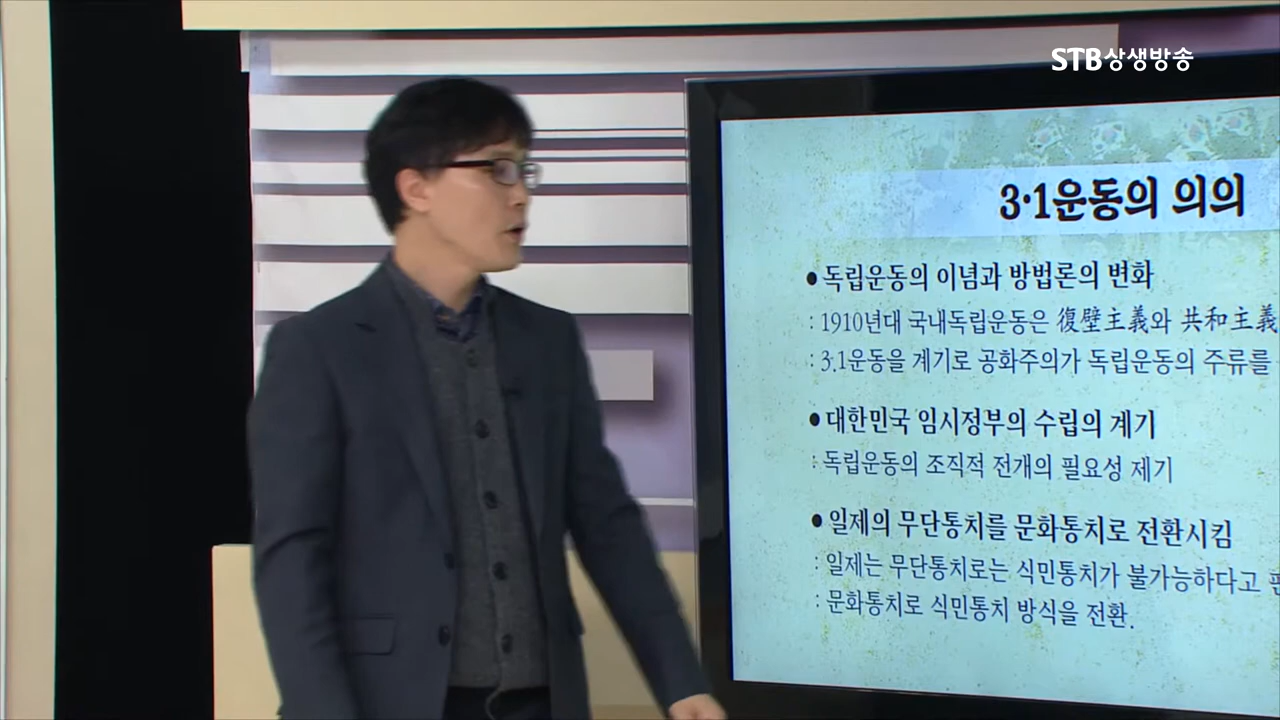 STB상생방송
3·1운동의 의의
●독립운동의 이념과 방법론의 변화
: 1910년대 국내독립운동은 復壁主義와 共和主義
: 3.1운동을 계기로 공화주의가 독립운동의 주류를
●대한민국 임시정부의 수립의 계기
: 독립운동의 조직적 전개의 필요성 제기
●일제의 무단통치를 문화통치로 전환시킴
: 일제는 무단통치로는 식민통치가 불가능하다고
: 문화통치로 식민통치 방식을 전환.